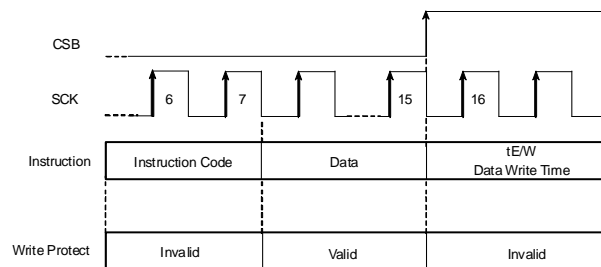 CSB
SCK
6
7
15
16
Instruction
Instruction Code
Data
tE/W
Data Write Time
Write Protect
Invalid
Valid
Invalid